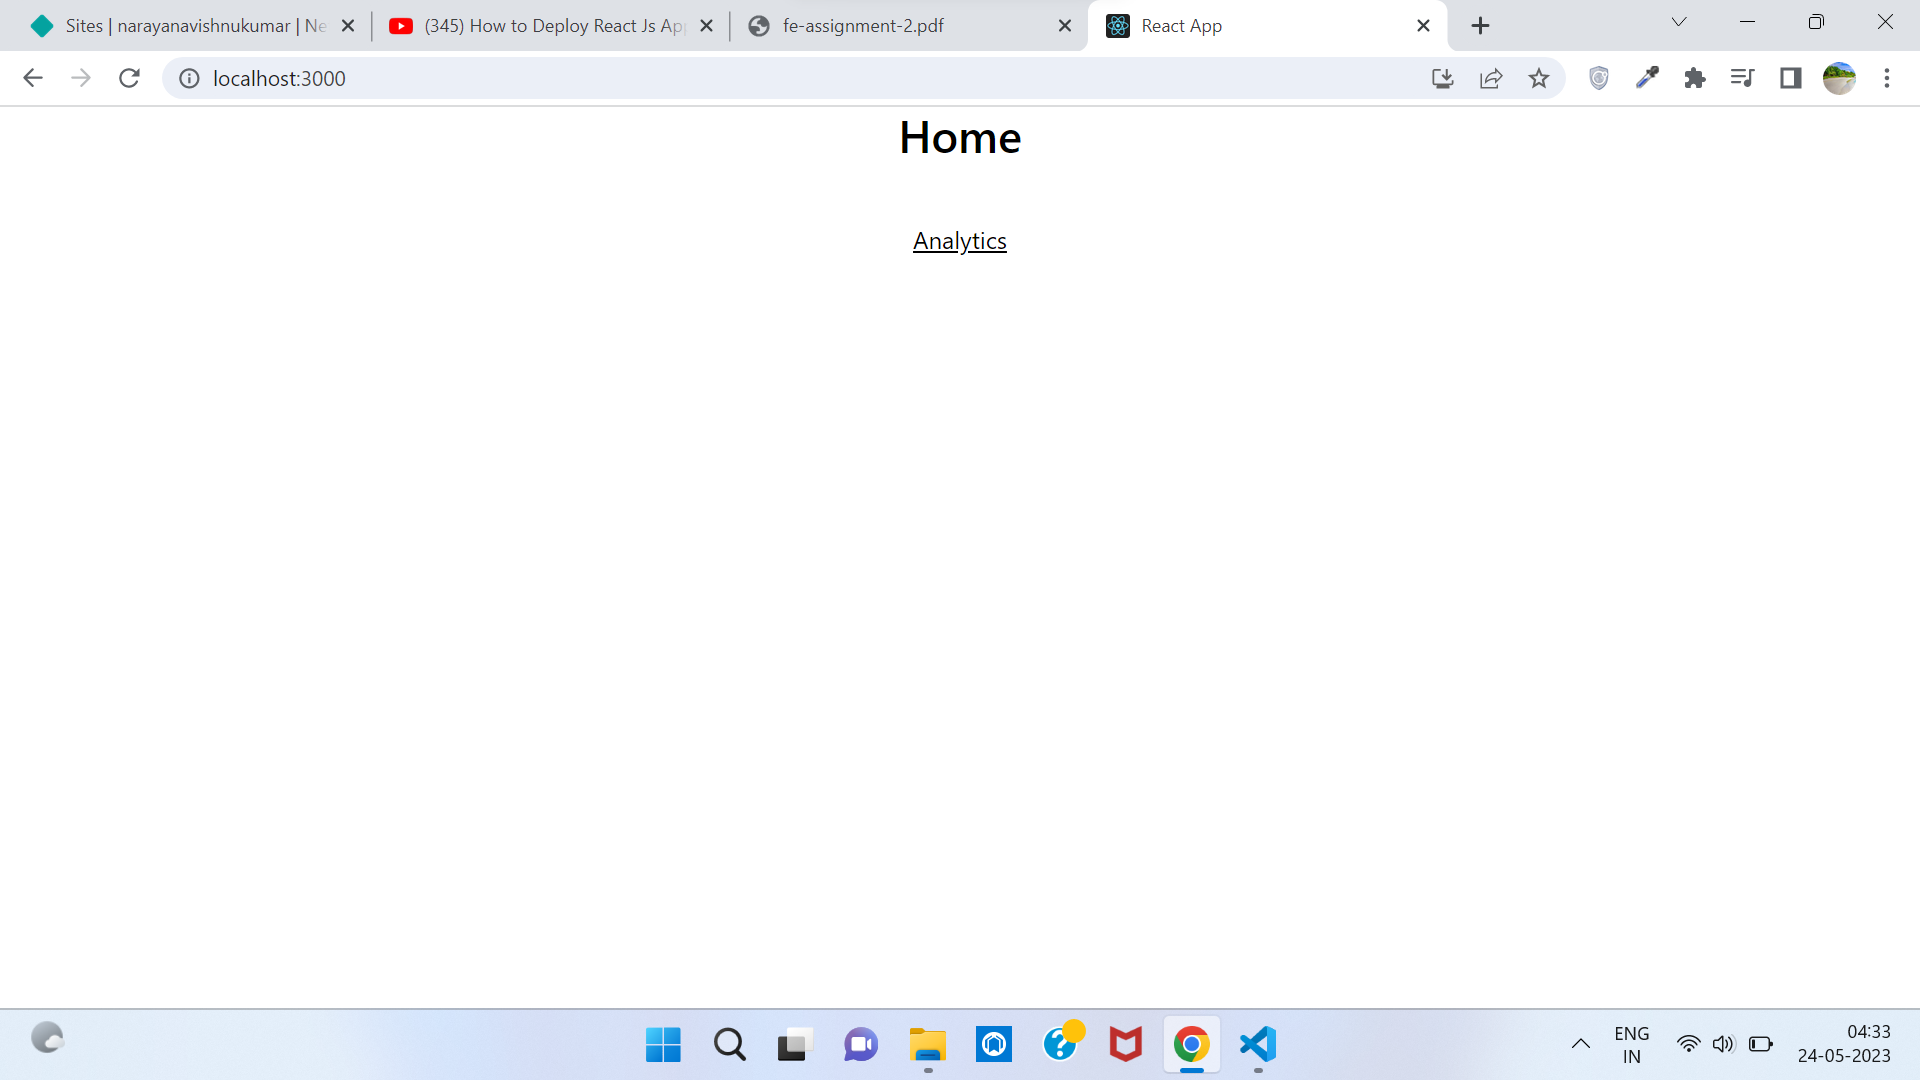 Sites | narayanavishnukumar | Ne
(345) How to Deploy React Js Ap
fe-assignment-2.pdf
React App
localhost:3000
Home
Analytics
ENG
IN
04:33
24-05-2023